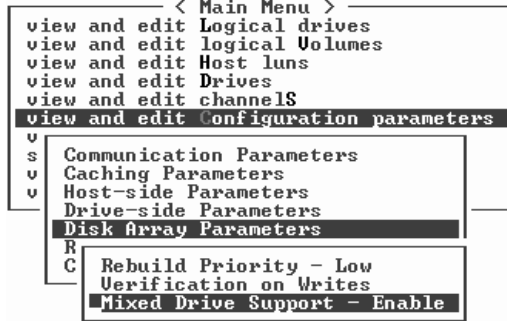 < Main Menu >
view and edit Logical drives
view and edit logical Volumes
view and edit Host luns
view and edit Drives
view and edit channelS
view and edit Configuration parameters
v
s
Communication Parameters
v
Caching Parameters
v
Host-side Parameters
Drive-side Parameters
Disk Array Parameters
R
C
Rebuild Priority - Low
Verification on Writes
Mixed Drive Support - Enable